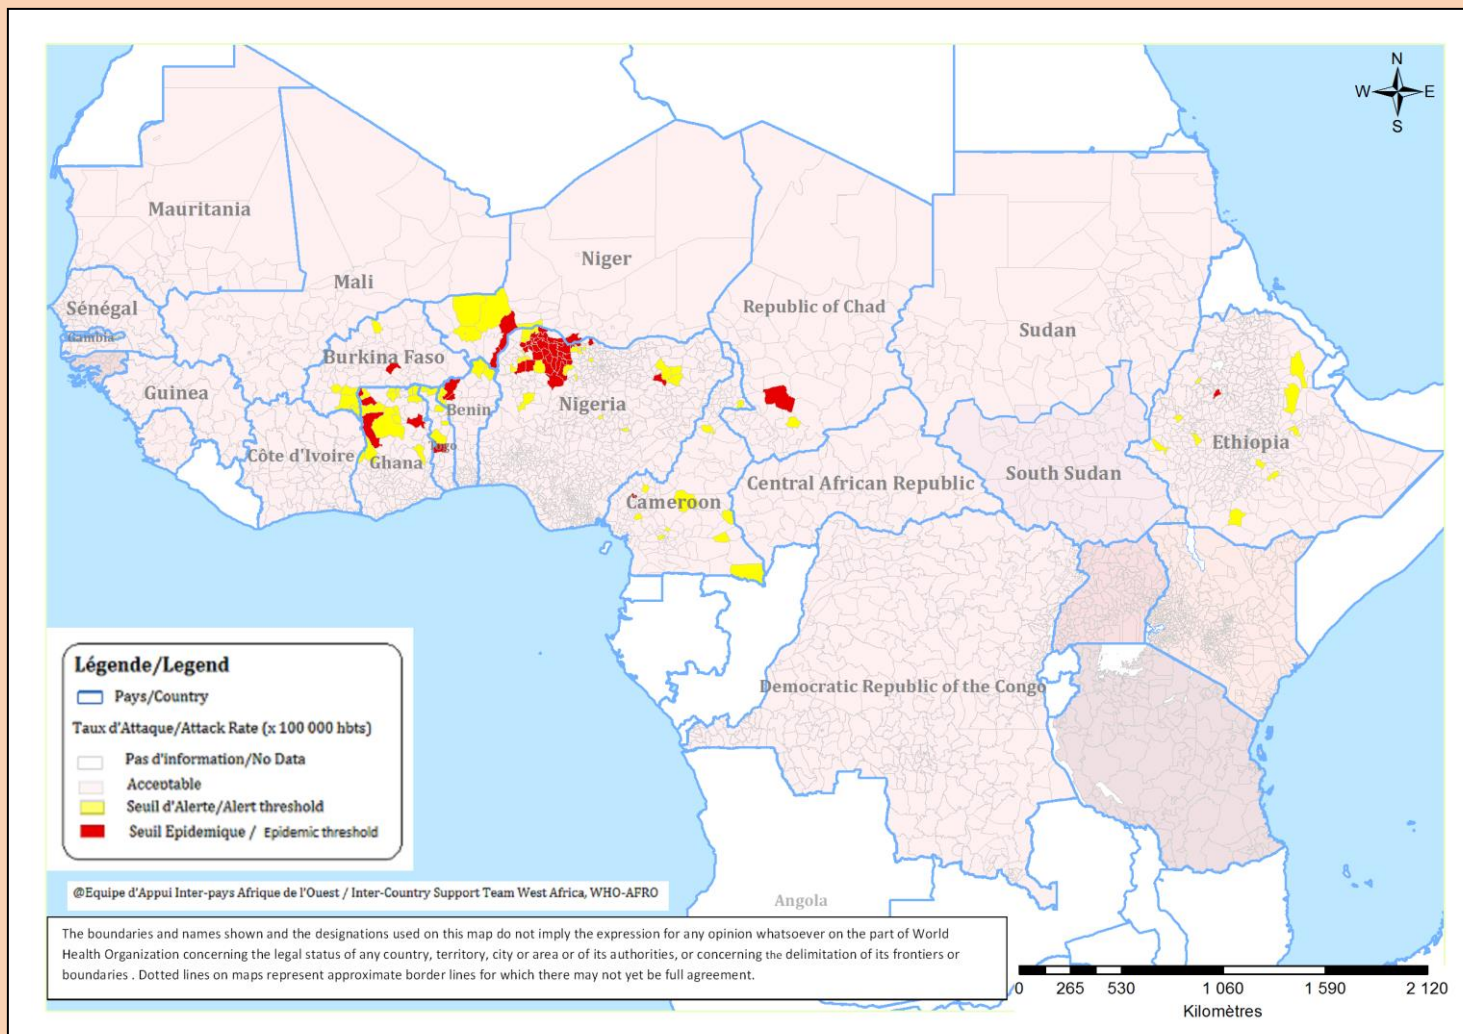 N
W
E
S
Mauritania
Mali
Niger
Republic of Chad
Sudan
Sénégal
Gambia
Burkina Faso
Guinea
Benin
Nigeria
Togo
Côte d'Ivoire
Ghana
Ethiopia
Cameroon
Central African Republic
South Sudan
Democratic Republic of the Congo
Angola
Légende/Legend
Pays/Country
Taux d'Attaque/Attack Rate (x 100 000 hbts)
Pas d'information/No Data
Acceptable
Seuil d'Alerte/Alert threshold
Seuil Epidemique / Epidemic threshold
@Equipe d'Appui Inter-pays Afrique de l'Ouest / Inter-Country Support Team West Africa, WHO-AFRO
The boundaries and names shown and the designations used on this map do not imply the expression for any opinion whatsoever on the part of World
Health Organization concerning the legal status of any country, territory, city or area or of its authorities, or concerning the delimitation of its frontiers or
boundaries . Dotted lines on maps represent approximate border lines for which there may not yet be full agreement.
0 265 530 1 060 1 590 2 120
Kilomètres